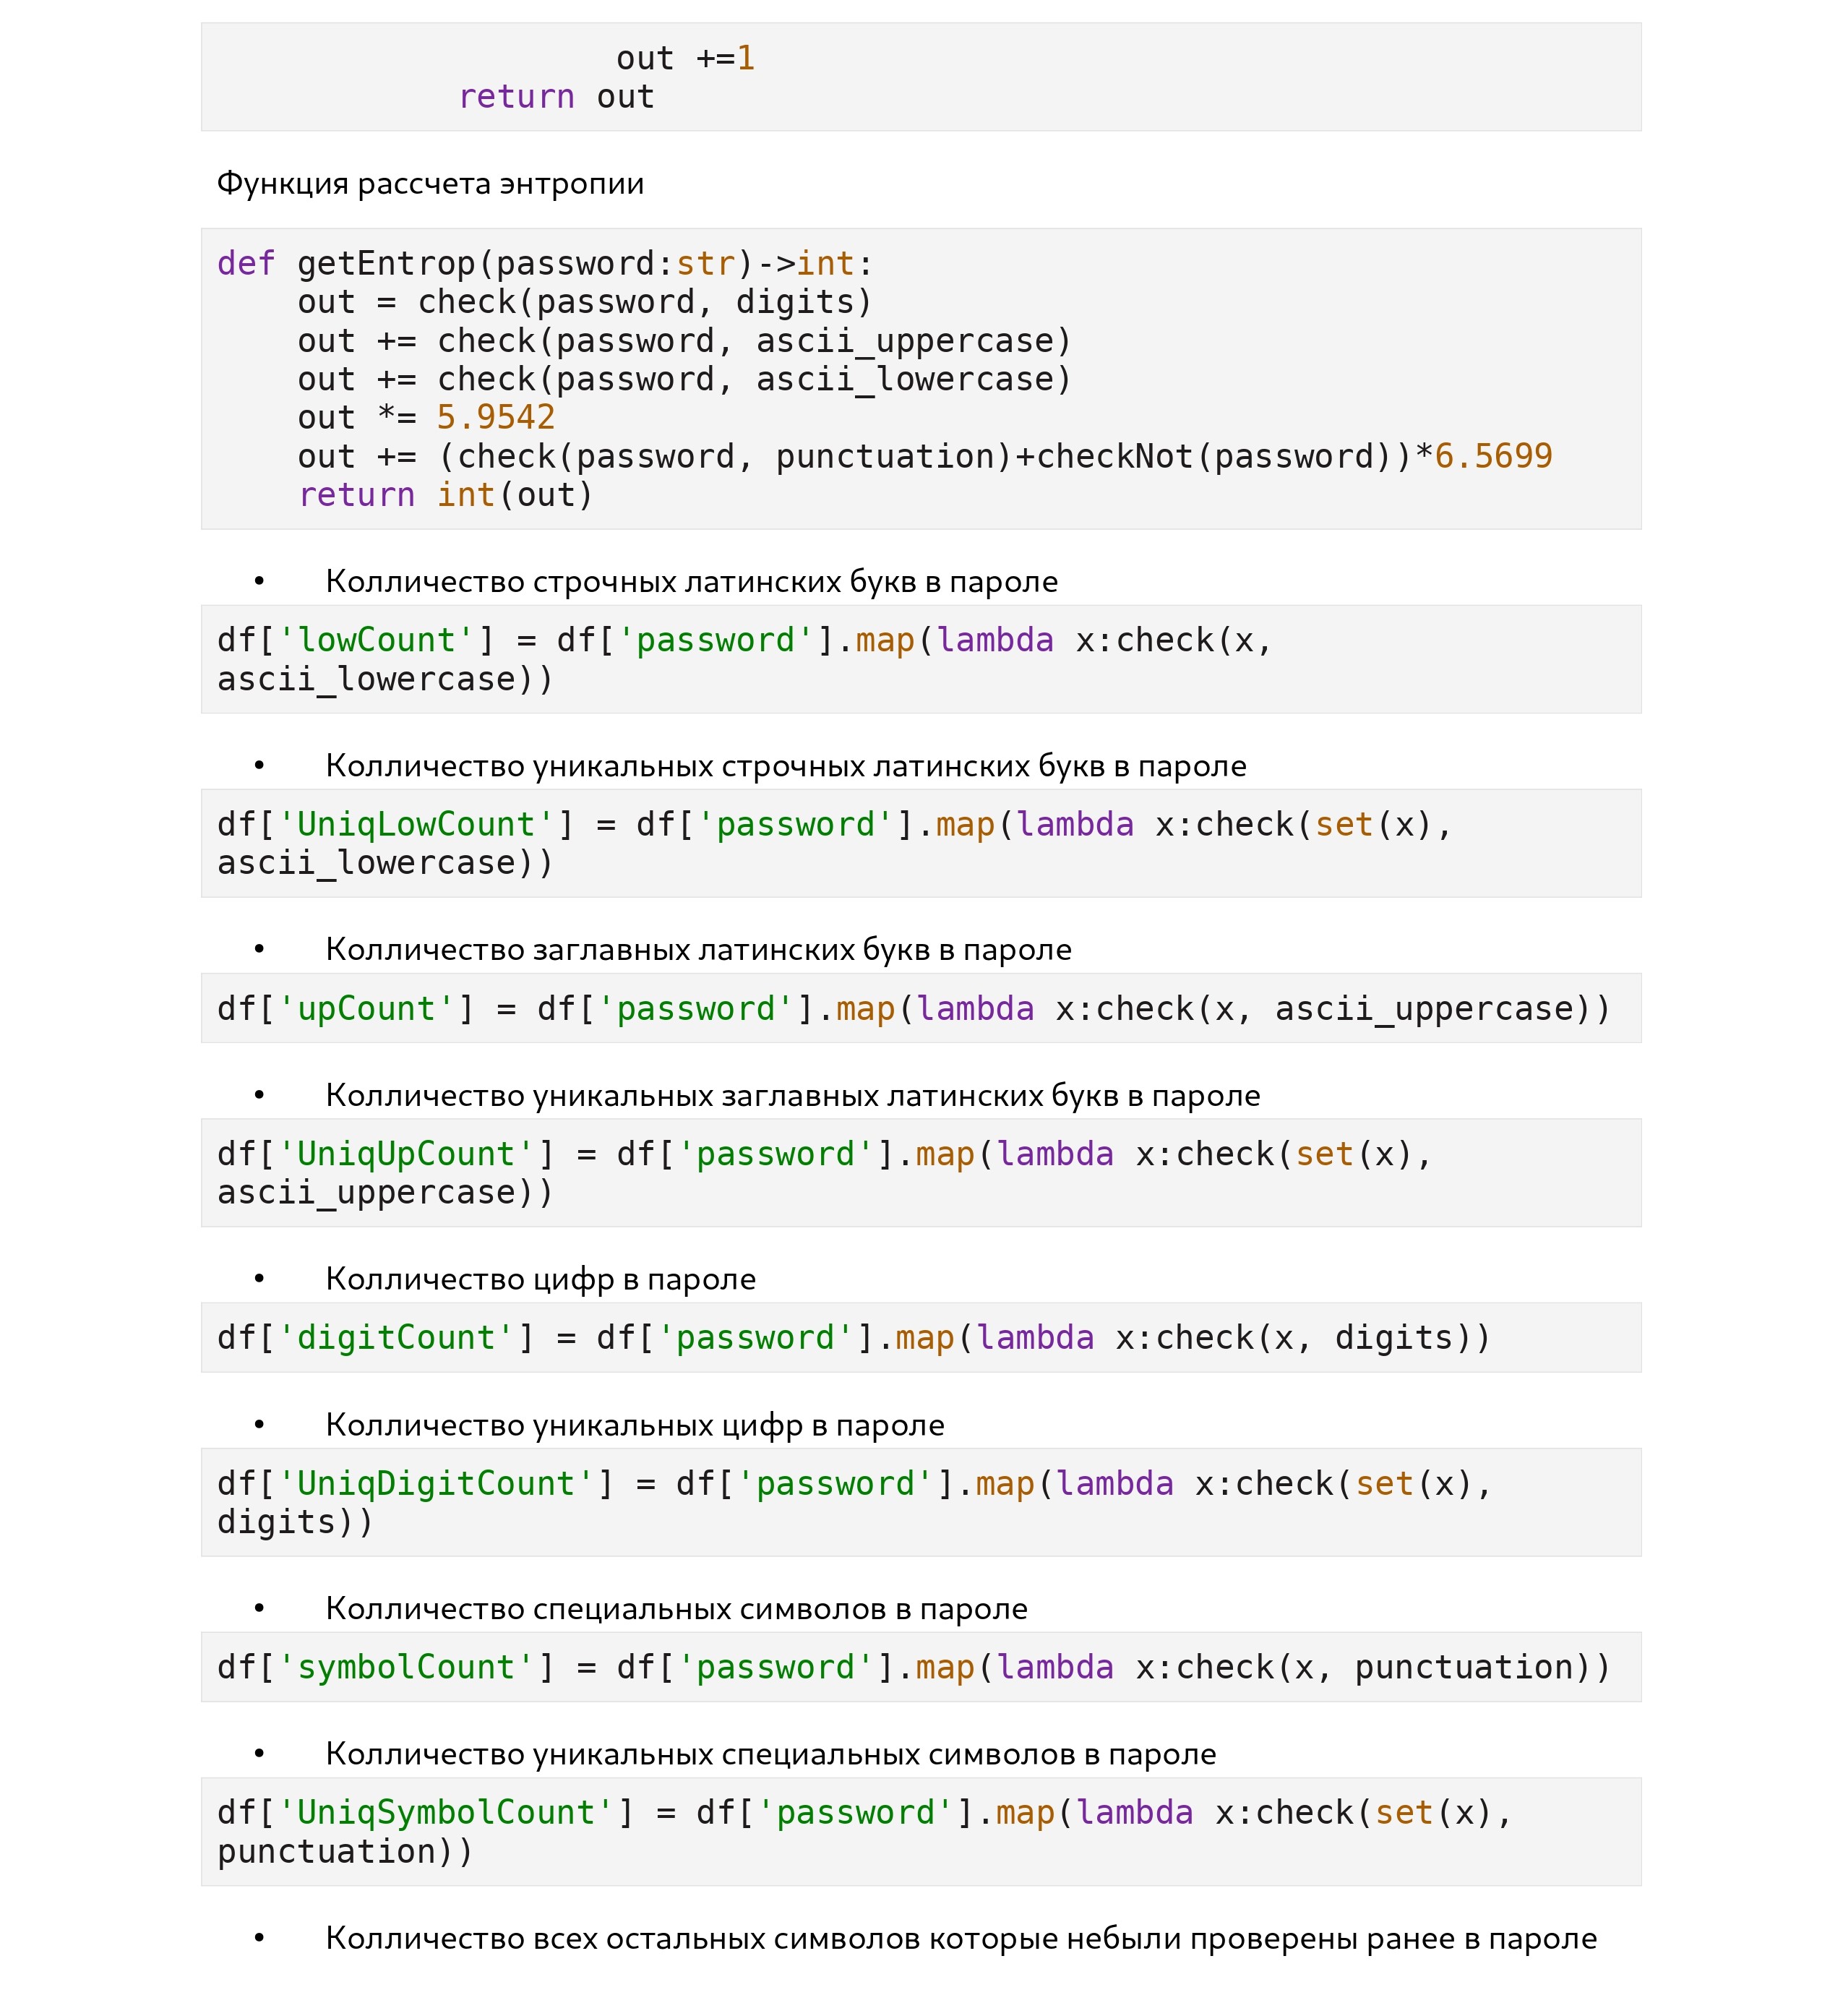 out +=1
return out
Функция рассчета энтропии
def getEntrop(password:str)->int:
out = check(password, digits)
out += check(password, ascii_uppercase)
out += check(password, ascii_lowercase)
out *= 5.9542
out += (check(password, punctuation)+checkNot(password))*6.5699
return int(out)
• Колличество строчных латинских букв в пароле
df['lowCount'] = df['password'].map(lambda x:check(x,
ascii_lowercase))
• Колличество уникальных строчных латинских букв в пароле
df['UniqLowCount'] = df['password'].map(lambda x:check(set(x),
ascii_lowercase))
• Колличество заглавных латинских букв в пароле
df['upCount'] = df['password'].map(lambda x:check(x, ascii_uppercase))
• Колличество уникальных заглавных латинских букв в пароле
df['UniqUpCount'] = df['password'].map(lambda x:check(set(x),
ascii_uppercase))
• Колличество цифр в пароле
df['digitCount'] = df['password'].map(lambda x:check(x, digits))
• Колличество уникальных цифр в пароле
df['UniqDigitCount'] = df['password'].map(lambda x:check(set(x),
digits))
• Колличество специальных символов в пароле
df['symbolCount'] = df['password'].map(lambda x:check(x, punctuation))
• Колличество уникальных специальных символов в пароле
df['UniqSymbolCount'] = df['password'].map(lambda x:check(set(x),
punctuation))
• Колличество всех остальных символов которые небыли проверены ранее в пароле